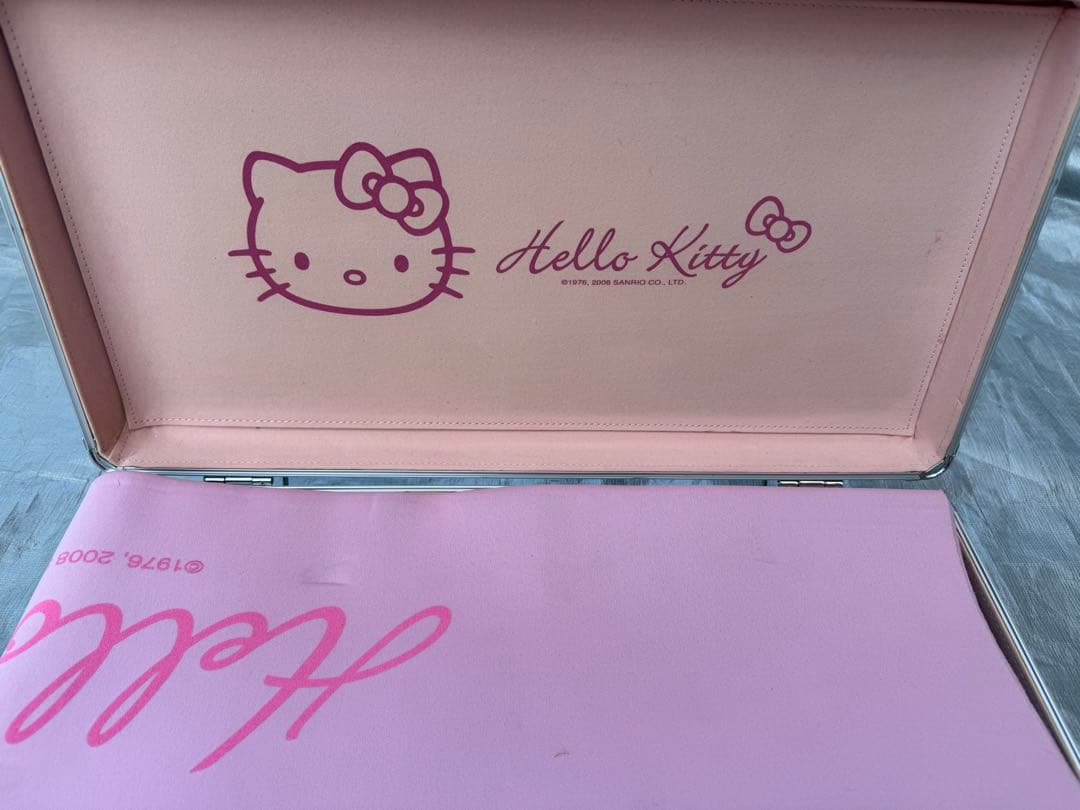 Hello Kitty
©1976, 2008 SANRIO CO., LTD.
©1976, 2008
Hello